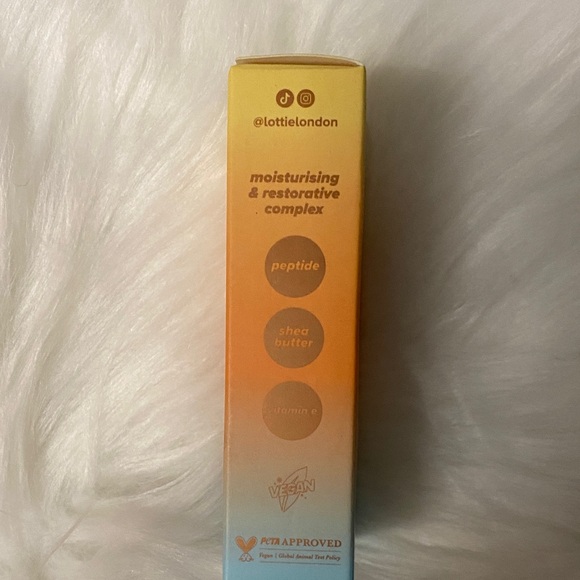 @lottielondon
moisturising
& restorative
complex
peptide
shea
butter
vitamin e
VEGAN
PETA APPROVED
Vegan | Global Animal Test Policy